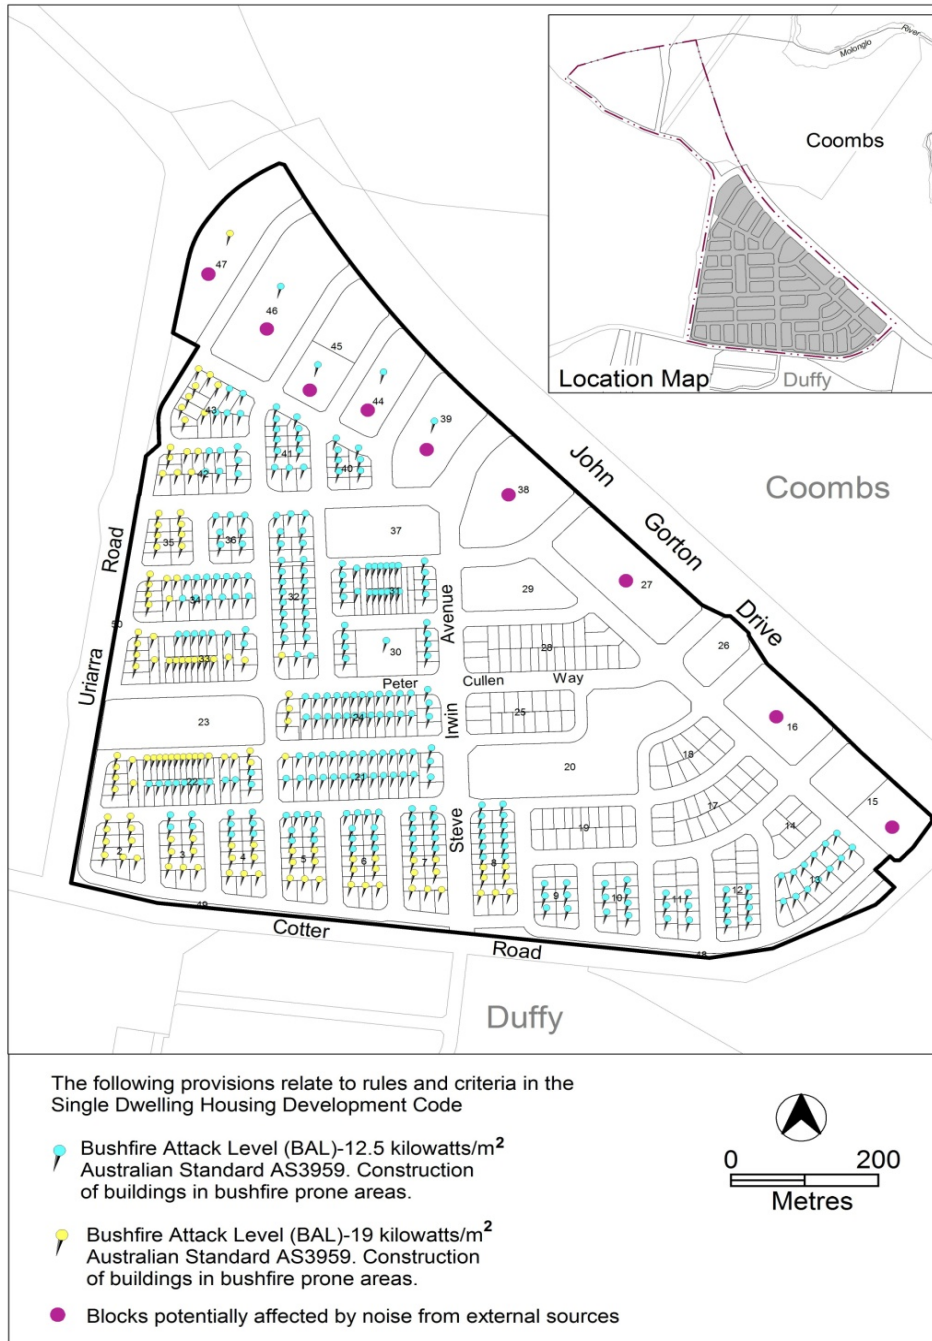 Molonglo
River
Coombs
Location Map
Duffy
47
46
45
44
39
43
41
40
42
38
John
Gorton
Drive
Coombs
Uriarra
Road
35
36
37
32
31
34
29
27
50
33
30
28
26
Avenue
Peter
Cullen
Way
23
24
25
16
Irwin
22
21
20
18
15
2
3
4
5
6
7
Steve
8
19
17
14
9
10
11
12
13
49
Cotter
Road
48
Duffy
The following provisions relate to rules and criteria in the
Single Dwelling Housing Development Code
Bushfire Attack Level (BAL)-12.5 kilowatts/m²
Australian Standard AS3959. Construction
of buildings in bushfire prone areas.
Bushfire Attack Level (BAL)-19 kilowatts/m²
Australian Standard AS3959. Construction
of buildings in bushfire prone areas.
Blocks potentially affected by noise from external sources
0
200
Metres